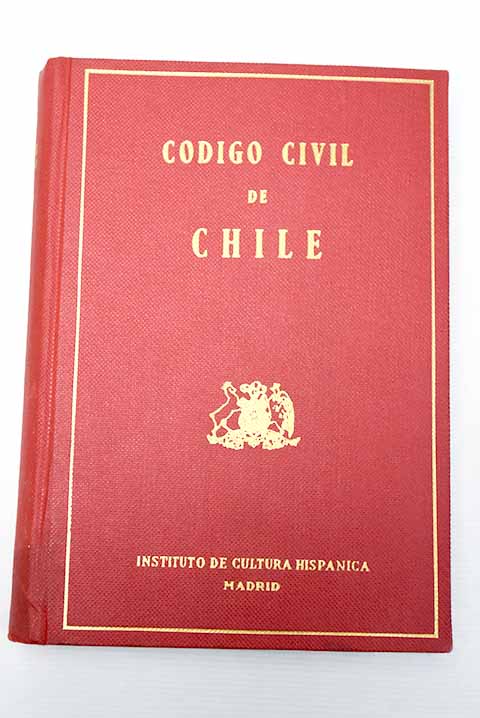 CODIGO CIVIL
DE
CHILE
INSTITUTO DE CULTURA HISPANICA
MADRID